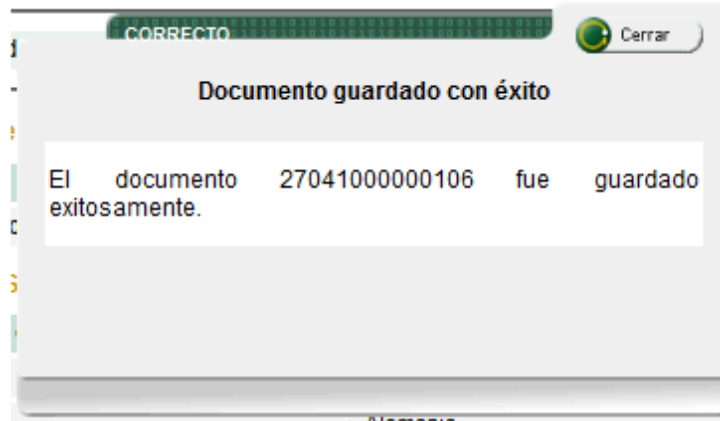 CORRECTO
Cerrar
Documento guardado con éxito
El documento 27041000000106 fue guardado
exitosamente.